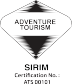 ADVENTURE
TOURISM
SIRIM
Certification No.:
ATS 00101